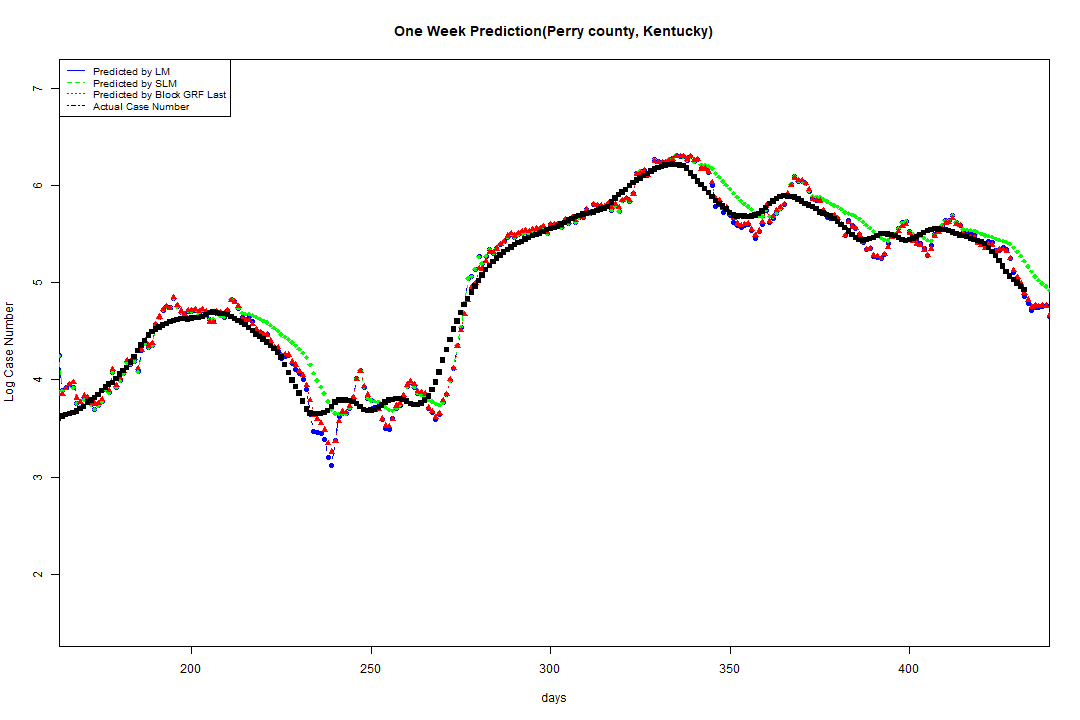 One Week Prediction(Perry county, Kentucky)
Predicted by LM
Predicted by SLM
Predicted by Block GRF Last
Actual Case Number
7
6
5
4
3
2
Log Case Number
200 250 300 350 400
days